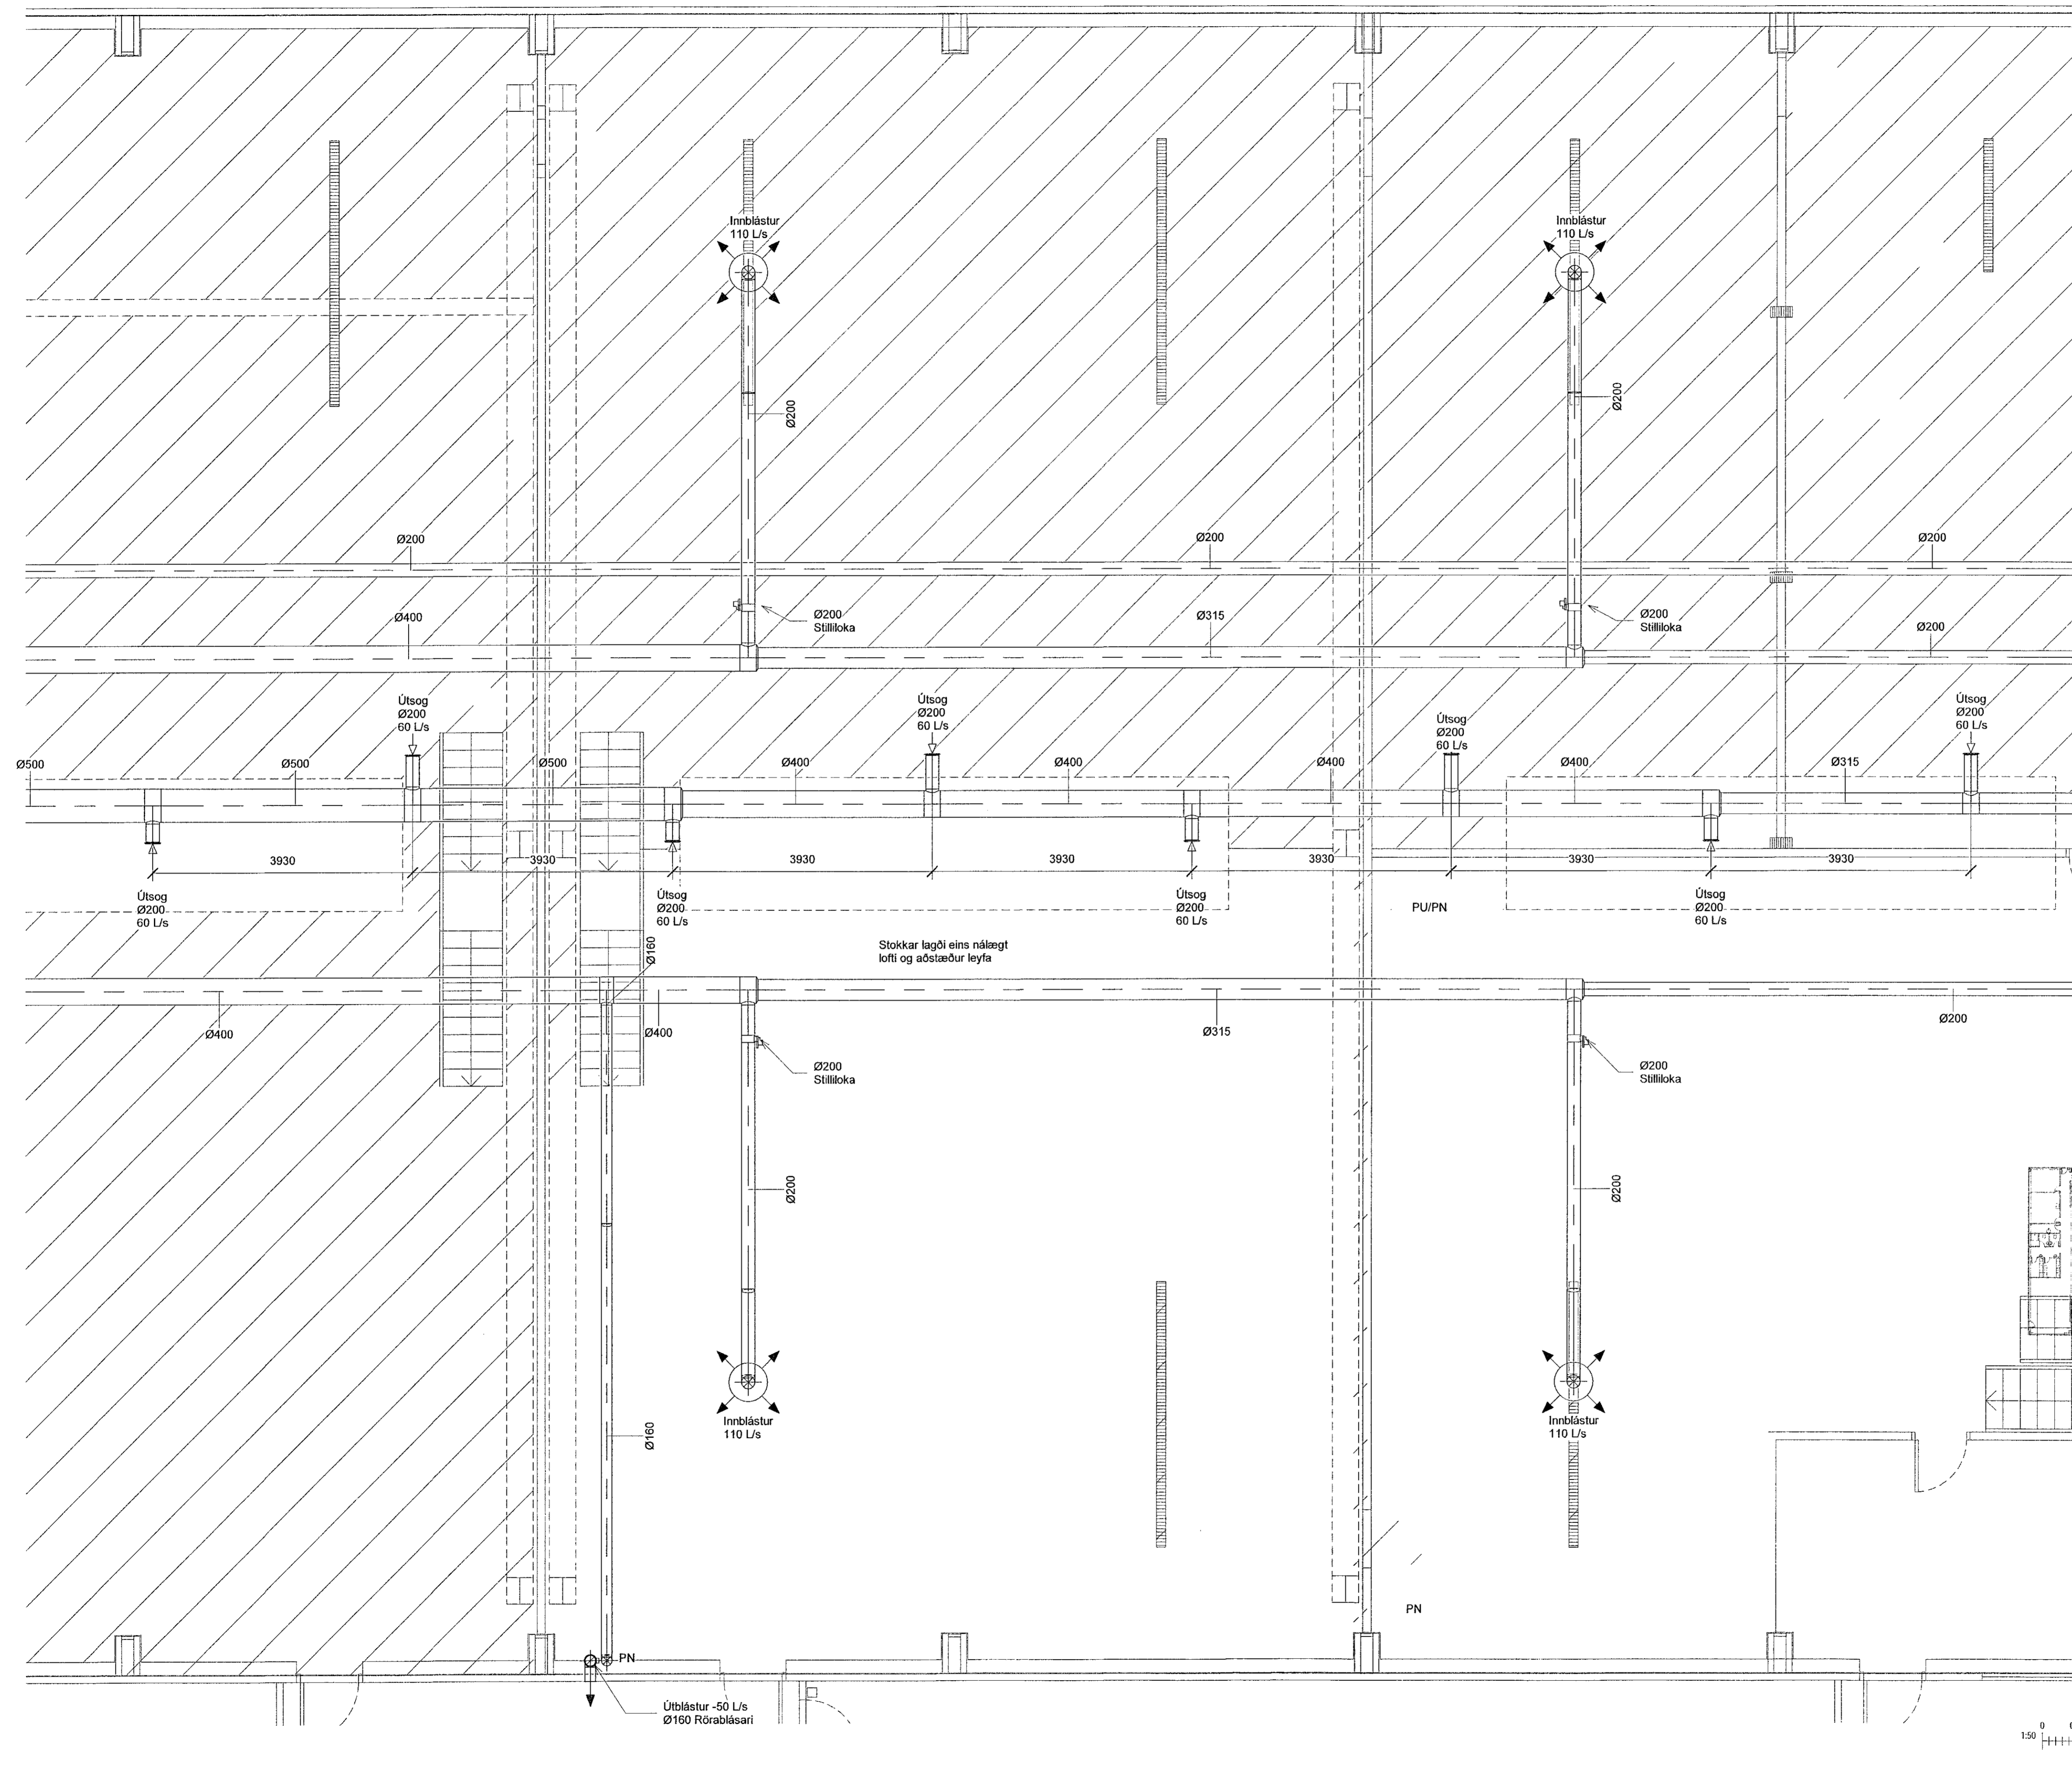 Innblástur
110 L/s
Innblástur
110 L/s
Ø200
Ø200
Ø200
Ø200
Ø200
Ø200
Stilliloka
Ø200
Stilliloka
Ø400
Ø315
Ø200
Útsog
Ø200
60 L/s
Útsog
Ø200
60 L/s
Útsog
Ø200
60 L/s
Útsog
Ø200
60 L/s
Ø500
Ø500
Ø500
Ø400
Ø400
Ø400
Ø400
Ø315
3930
3930
3930
3930
3930
3930
3930
Útsog
Ø200
60 L/s
Útsog
Ø200
60 L/s
Útsog
Ø200
60 L/s
Útsog
Ø200
60 L/s
PU/PN
Stokkar lagði eins nálægt
lofti og aðstæður leyfa
Ø160
Ø400
Ø400
Ø315
Ø200
Ø200
Stilliloka
Ø200
Stilliloka
Ø200
Ø200
Innblástur
110 L/s
Innblástur
110 L/s
Ø160
PN
PN
Útblástur -50 L/s
Ø160 Rörablásari
1:50
0